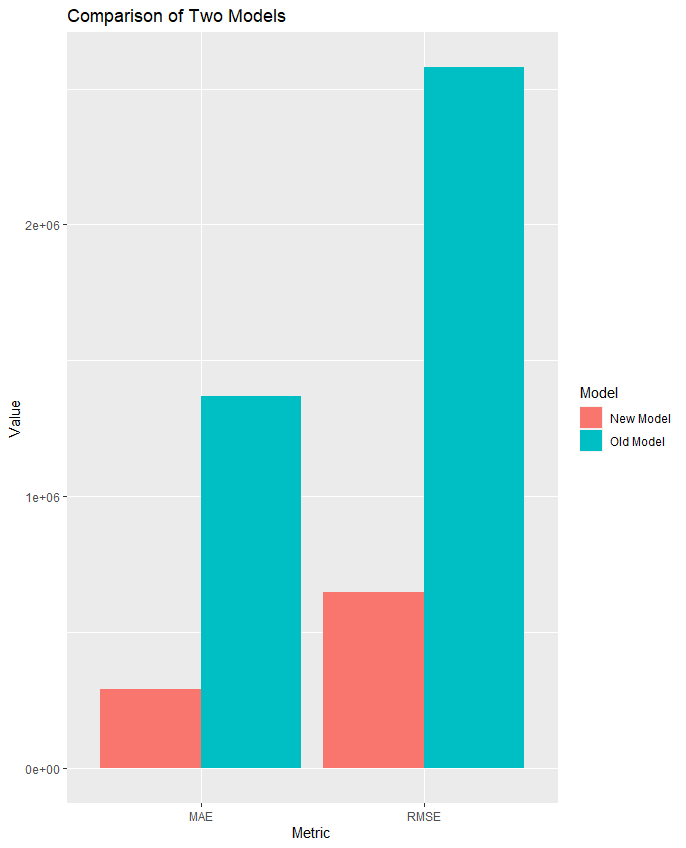 Comparison of Two Models
2e+06
1e+06
0e+00
Value
MAE
RMSE
Metric
Model
New Model
Old Model